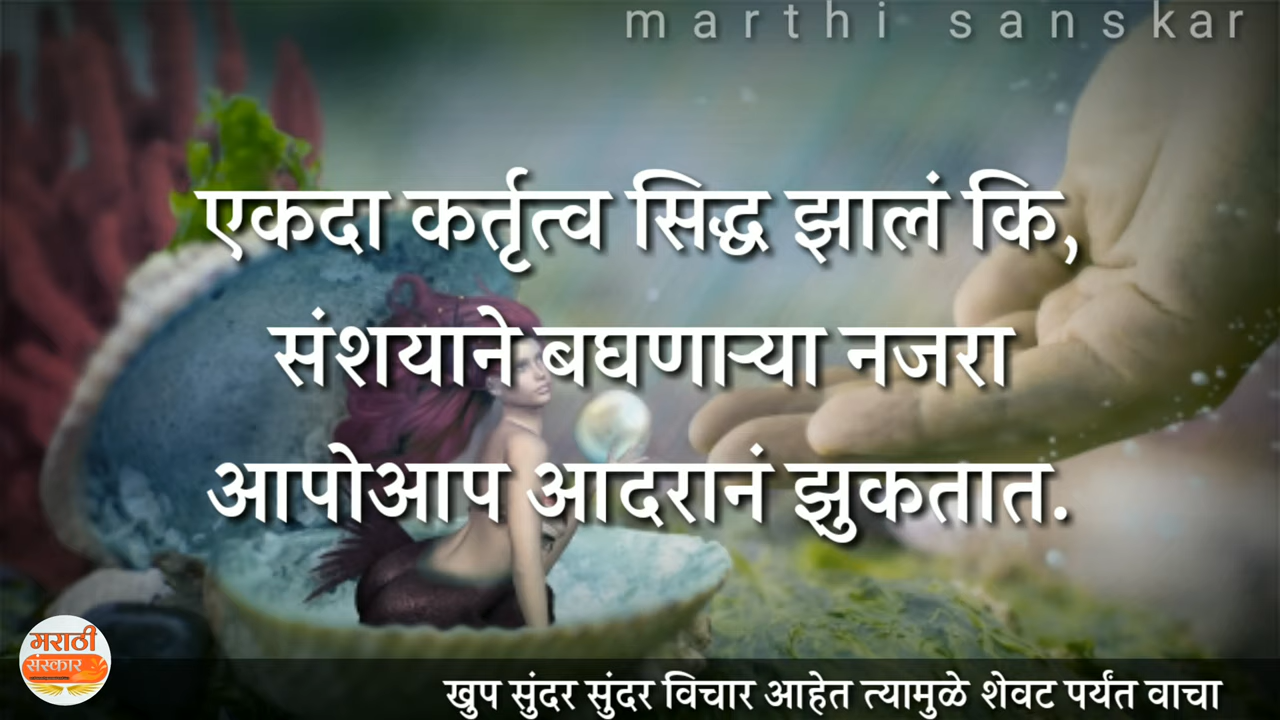 marthi sanskar
एकदा कर्तृत्व सिद्ध झालं कि,
संशयाने बघणाऱ्या नजरा
आपोआप आदरानं झुकतात.
मराठी
संस्कार
खुप सुंदर सुंदर विचार आहेत त्यामुळे शेवट पर्यंत वाचा